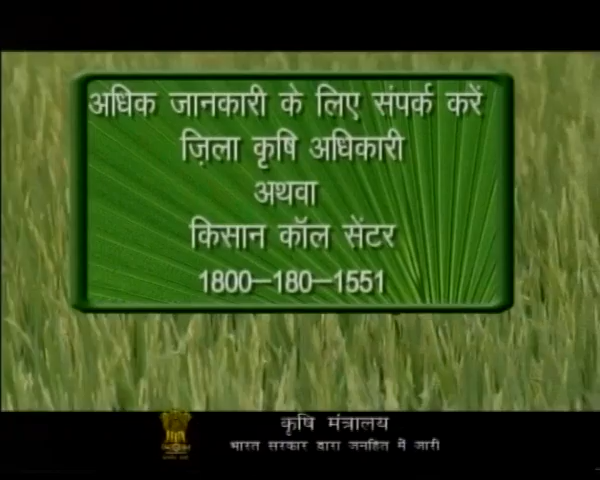 अधिक जानकारी के लिए संपर्क करें
ज़िला कृषि अधिकारी
अथवा
किसान कॉल सेंटर
1800-180-1551
कृषि मंत्रालय
भारत सरकार द्वारा जनहित में जारी